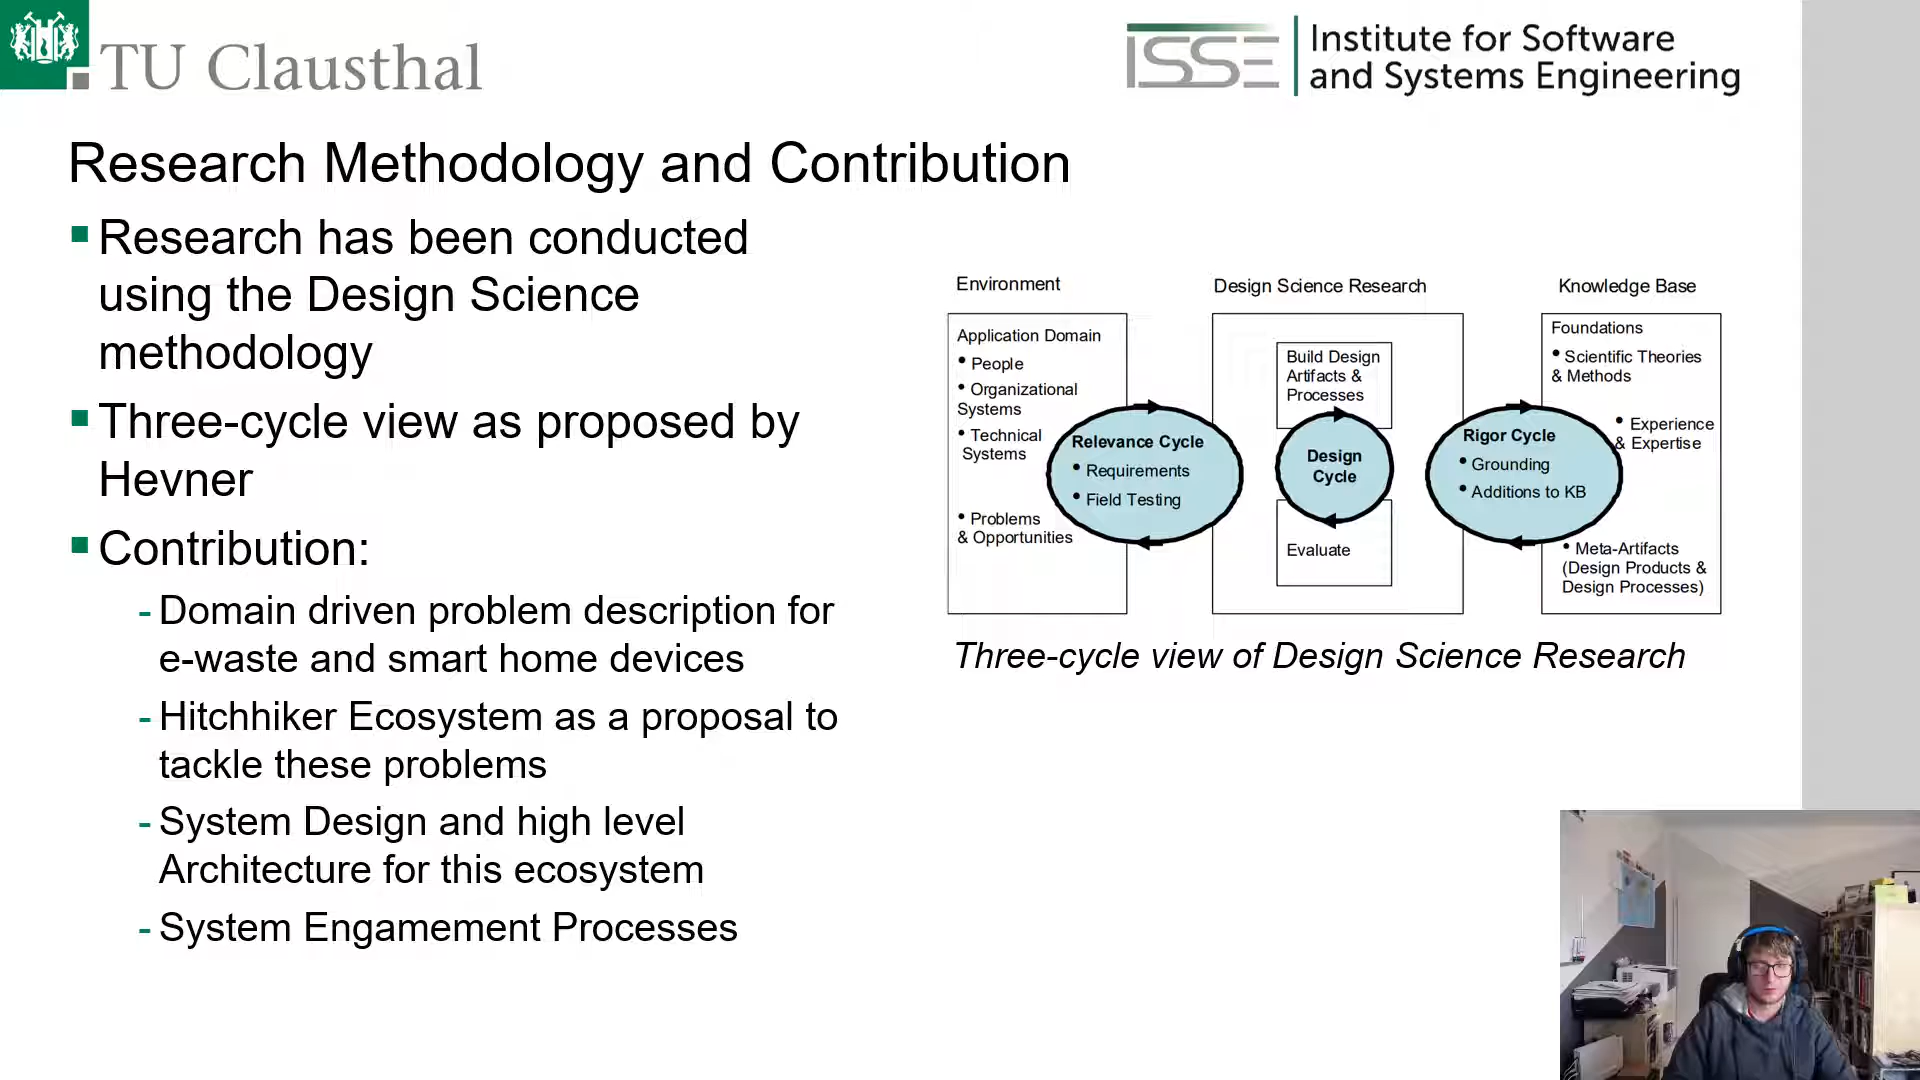 TU Clausthal
ISSE
Institute for Software
and Systems Engineering
Research Methodology and Contribution
Research has been conducted
using the Design Science
methodology
Three-cycle view as proposed by
Hevner
Contribution:
- Domain driven problem description for
e-waste and smart home devices
- Hitchhiker Ecosystem as a proposal to
tackle these problems
- System Design and high level
Architecture for this ecosystem
- System Engamement Processes
Environment
Application Domain
• People
• Organizational
Systems
• Technical
Systems
• Problems
& Opportunities
Relevance Cycle
• Requirements
• Field Testing
Design Science Research
Build Design
Artifacts &
Processes
Design
Cycle
Evaluate
Rigor Cycle
• Grounding
• Additions to KB
Knowledge Base
Foundations
• Scientific Theories
& Methods
• Experience
& Expertise
• Meta-Artifacts
(Design Products &
Design Processes)
Three-cycle view of Design Science Research